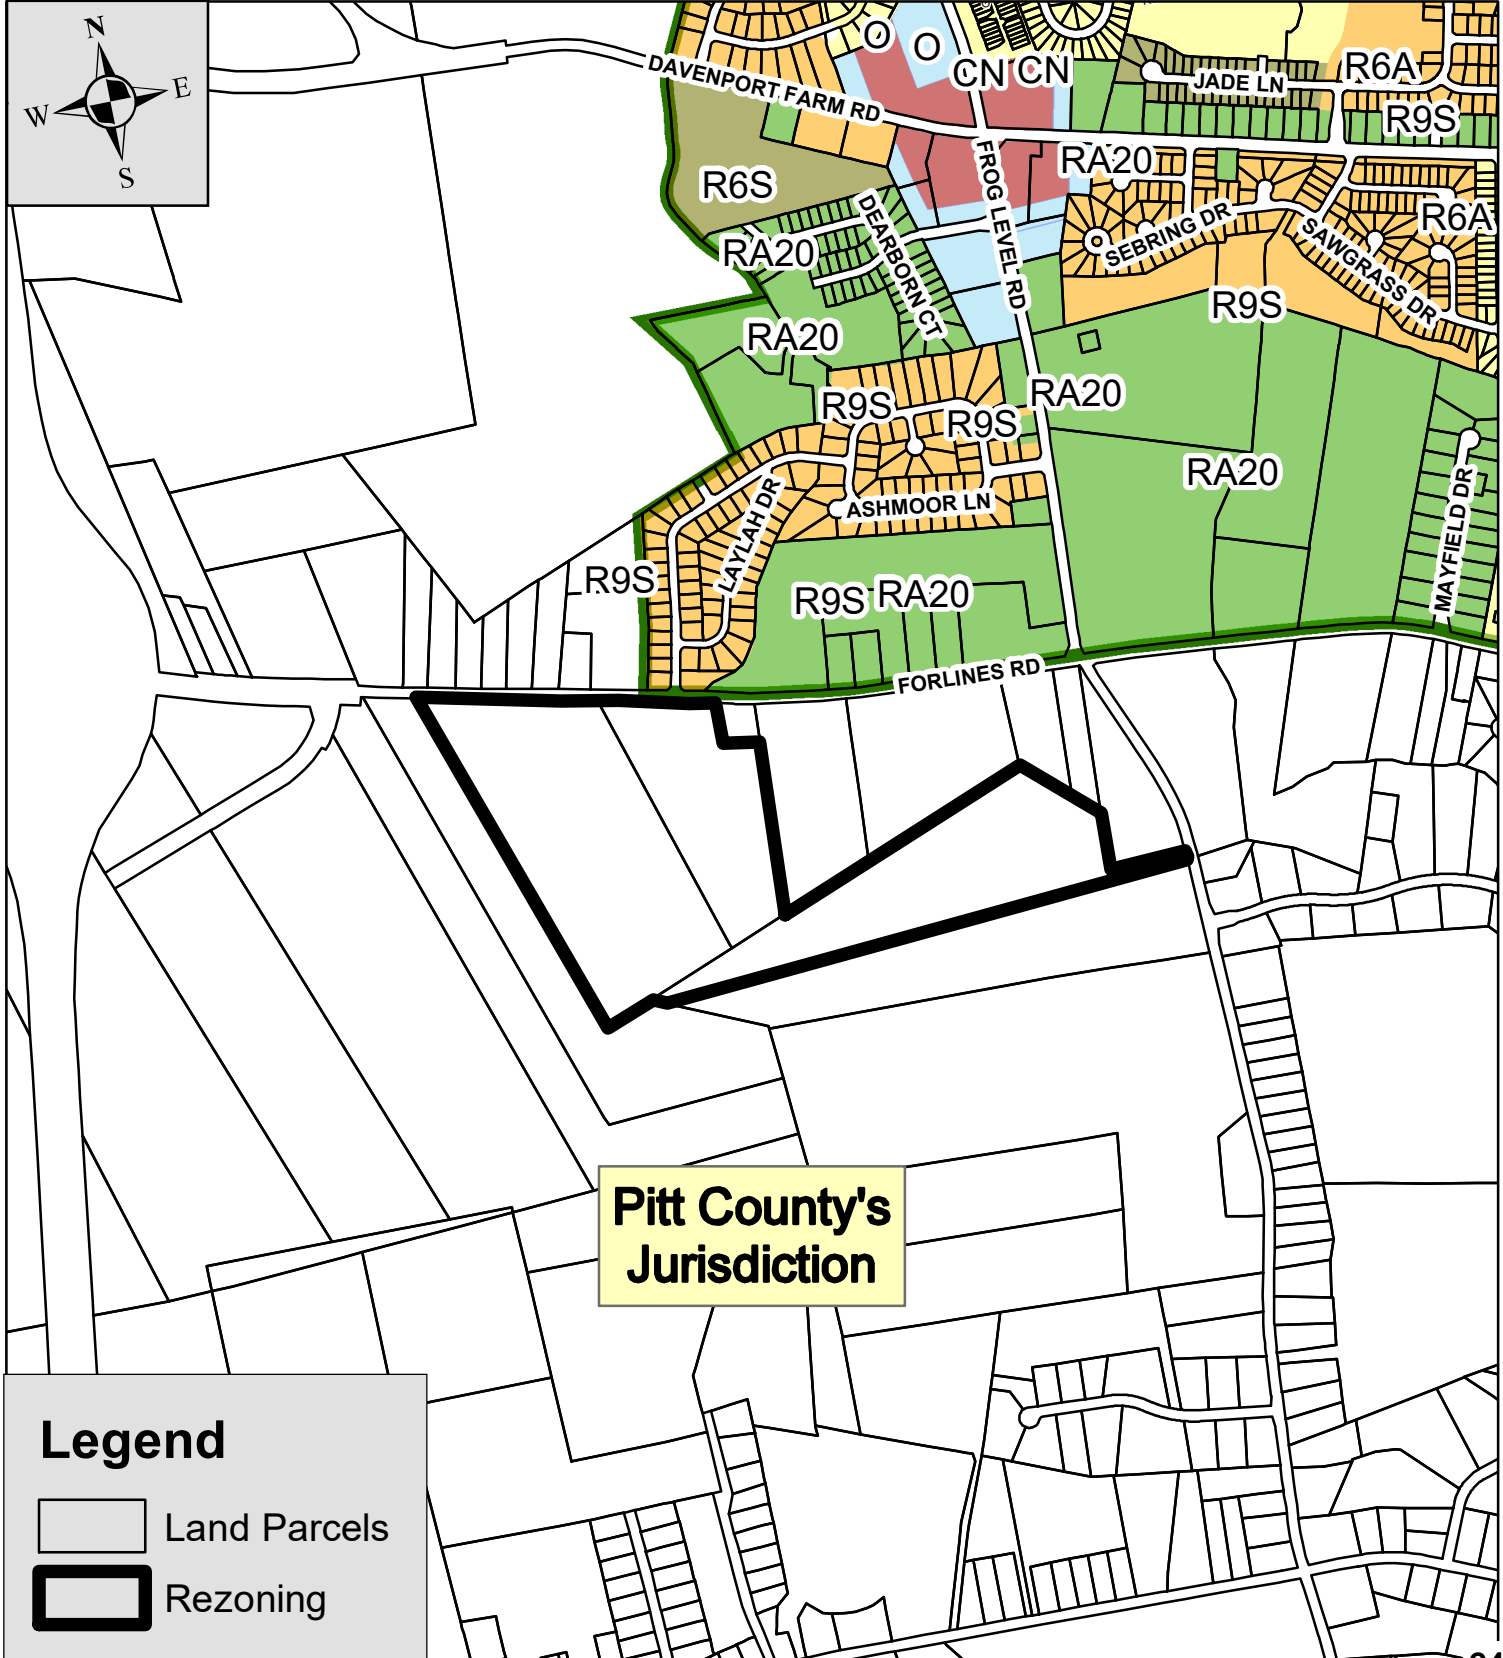 N
E
W
S
O
O
CN
CN
R6A
DAVENPORT FARM RD
JADE LN
R9S
FROG LEVEL RD
RA20
R6S
DEARBORN CT
SEBRING DR
R6A
RA20
SAWGRASS DR
R9S
RA20
RA20
R9S
R9S
RA20
MAYFIELD DR
LAYLAH DR
ASHMOOR LN
R9S
R9S
RA20
FORLINES RD
Pitt County's
Jurisdiction
Legend
Land Parcels
Rezoning